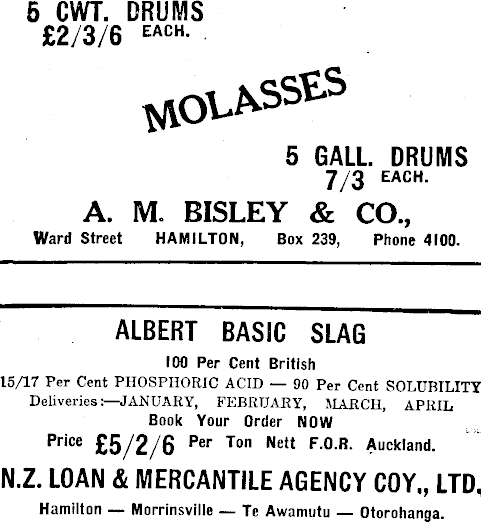 5 CWT. DRUMS
£2/3/6 EACH.
MOLASSES
5 GALL. DRUMS
7/3 EACH.
A. M. BISLEY & CO.,
Ward Street HAMILTON, Box 239, Phone 4100.
ALBERT BASIC SLAG
100 Per Cent British
15/17 Per Cent PHOSPHORIC ACID — 90 Per Cent SOLUBILITY
Deliveries:—JANUARY, FEBRUARY, MARCH, APRIL
Book Your Order NOW
Price £5/2/6 Per Ton Nett F.O.R. Auckland.
N.Z. LOAN & MERCANTILE AGENCY COY., LTD.
Hamilton — Morrinsville — Te Awamutu — Otorohanga.